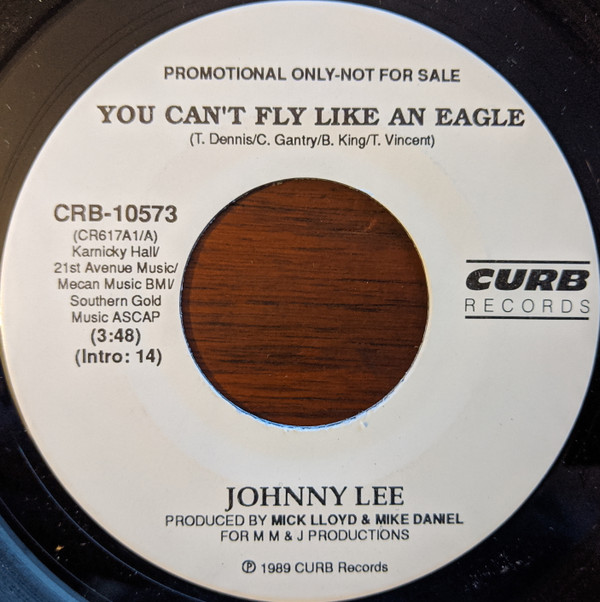 PROMOTIONAL ONLY-NOT FOR SALE
YOU CAN'T FLY LIKE AN EAGLE
(T. Dennis/C. Gantry/B. King/T. Vincent)
CRB-10573
(CR617A1/A)
Karnicky Hall/
21st Avenue Music/
Mecan Music BMI/
Southern Gold
Music ASCAP
(3:48)
(Intro: 14)
CURB
RECORDS
JOHNNY LEE
PRODUCED BY MICK LLOYD & MIKE DANIEL
FOR M M & J PRODUCTIONS
℗ 1989 CURB Records